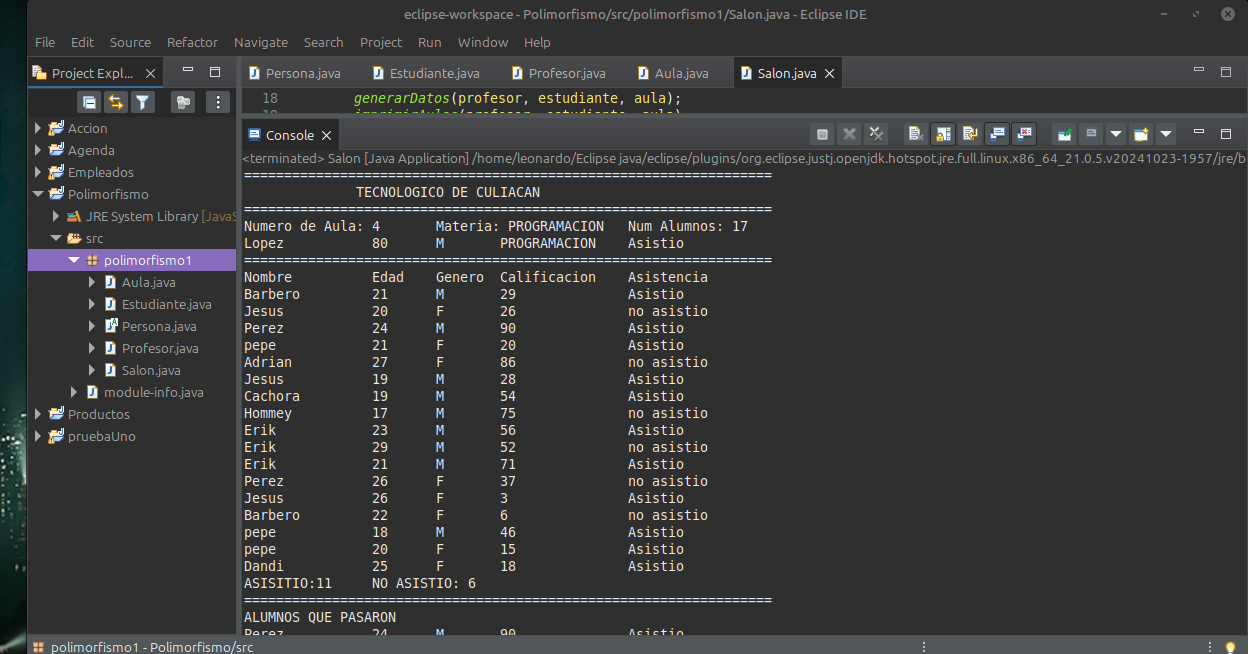 eclipse-workspace - Polimorfismo/src/polimorfismo1/Salon.java - Eclipse IDE
File Edit Source Refactor Navigate Search Project Run Window Help
Project Expl...
Accion
Agenda
Empleados
Polimorfismo
JRE System Library [JavaS
src
polimorfismo1
Aula.java
Estudiante.java
Persona.java
Profesor.java
Salon.java
module-info.java
Productos
pruebaUno
Persona.java Estudiante.java Profesor.java Aula.java Salon.java
18 generarDatos(profesor, estudiante, aula);
Console
<terminated> Salon [Java Application] /home/leonardo/Eclipse java/eclipse/plugins/org.eclipse.justj.openjdk.hotspot.jre.full.linux.x86_64_21.0.5.v20241023-1957/jre/b
==================================================================
TECNOLOGICO DE CULIACAN
==================================================================
Numero de Aula: 4 Materia: PROGRAMACION Num Alumnos: 17
Lopez 80 M PROGRAMACION Asistio
==================================================================
Nombre Edad Genero Calificacion Asistencia
Barbero 21 M 29 Asistio
Jesus 20 F 26 no asistio
Perez 24 M 90 Asistio
pepe 21 F 20 Asistio
Adrian 27 F 86 no asistio
Jesus 19 M 28 Asistio
Cachora 19 M 54 Asistio
Hommey 17 M 75 no asistio
Erik 23 M 56 Asistio
Erik 29 M 52 no asistio
Erik 21 M 71 Asistio
Perez 26 F 37 no asistio
Jesus 26 F 3 Asistio
Barbero 22 F 6 no asistio
pepe 18 M 46 Asistio
pepe 20 F 15 Asistio
Dandi 25 F 18 Asistio
ASISITIO:11 NO ASISTIO: 6
==================================================================
ALUMNOS QUE PASARON
Perez 24 M 90 Asistio
polimorfismo1 - Polimorfismo/src